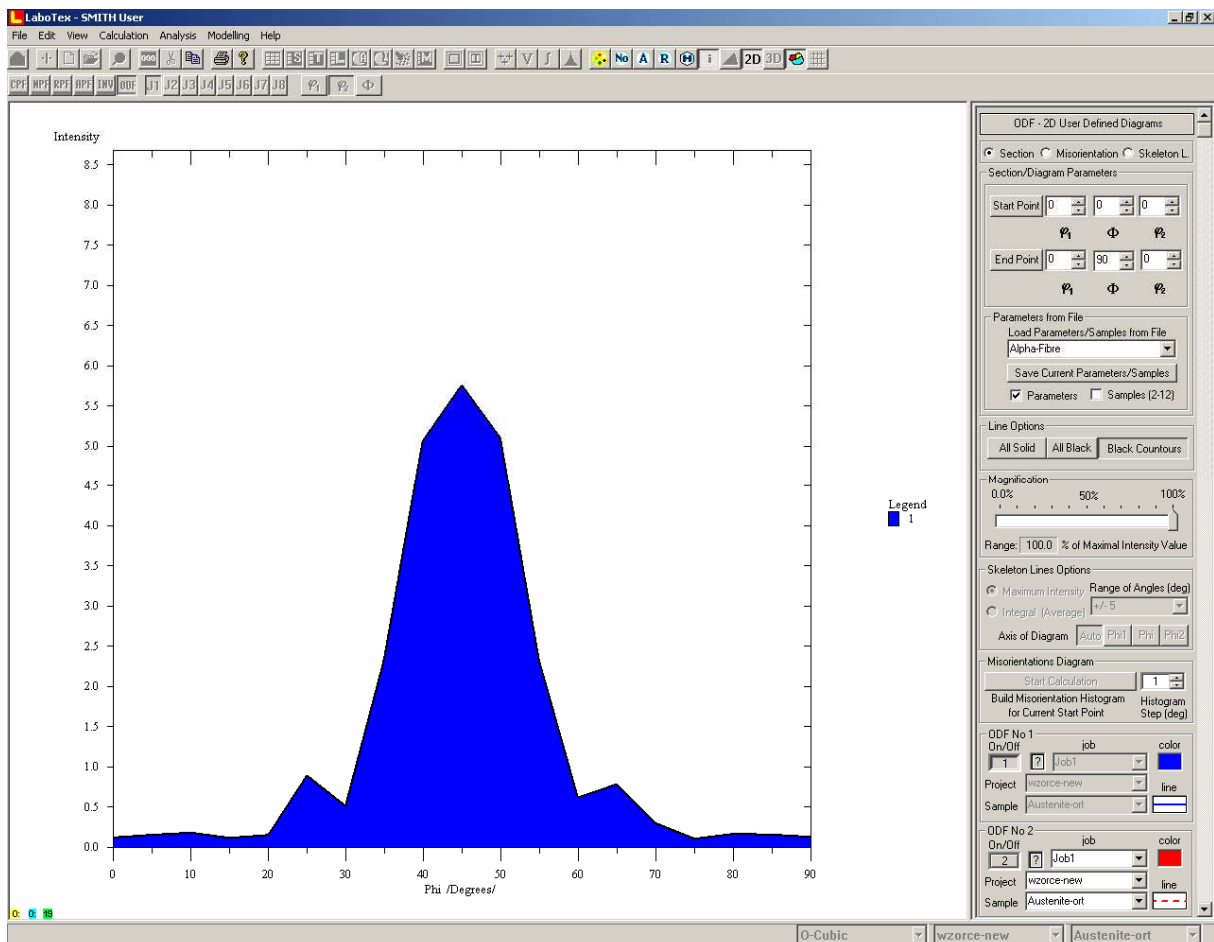 LaboTex - SMITH User
File Edit View Calculation Analysis Modelling Help
No A R H i 2D 3D
CPF NPF RPF APF INV ODF J1 J2 J3 J4 J5 J6 J7 J8 φ1 φ2 Φ
Intensity
8.5
8.0
7.5
7.0
6.5
6.0
5.5
5.0
4.5
4.0
3.5
3.0
2.5
2.0
1.5
1.0
0.5
0.0
0 10 20 30 40 50 60 70 80 90
Phi /Degrees/
Legend
1
0: 0: 19
ODF - 2D User Defined Diagrams
Section Misorientation Skeleton L.
Section/Diagram Parameters
Start Point 0 0 0
φ1 Φ φ2
End Point 0 90 0
φ1 Φ φ2
Parameters from File
Load Parameters/Samples from File
Alpha-Fibre
Save Current Parameters/Samples
Parameters Samples (2-12)
Line Options
All Solid All Black Black Countours
Magnification
0.0% 50% 100%
Range: 100.0 % of Maximal Intensity Value
Skeleton Lines Options
Maximum Intensity Range of Angles (deg)
Integral (Average) +/- 5
Axis of Diagram Auto Phi1 Phi Phi2
Misorientations Diagram
Start Calculation 1
Build Misorientation Histogram Histogram
for Current Start Point Step (deg)
ODF No 1
On/Off job color
1 ? Job1
Project wzorce-new line
Sample Austenite-ort
ODF No 2
On/Off job color
2 ? Job1
Project wzorce-new line
Sample Austenite-ort
O-Cubic wzorce-new Austenite-ort